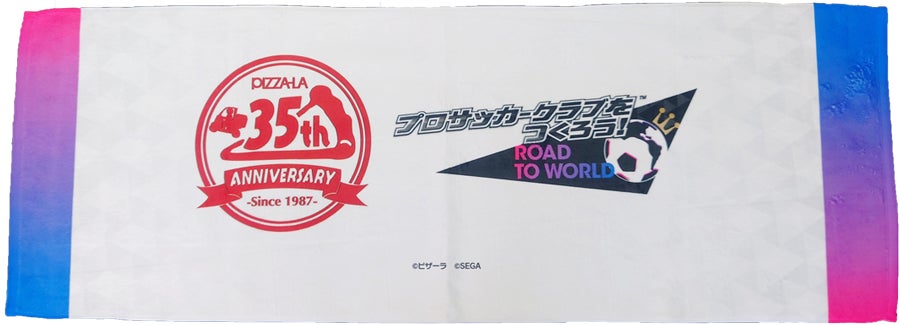 PIZZA-LA
35th
ANNIVERSARY
-Since 1987-
プロサッカークラブを
つくろう!™
ROAD
TO WORLD
©ピザーラ ©SEGA